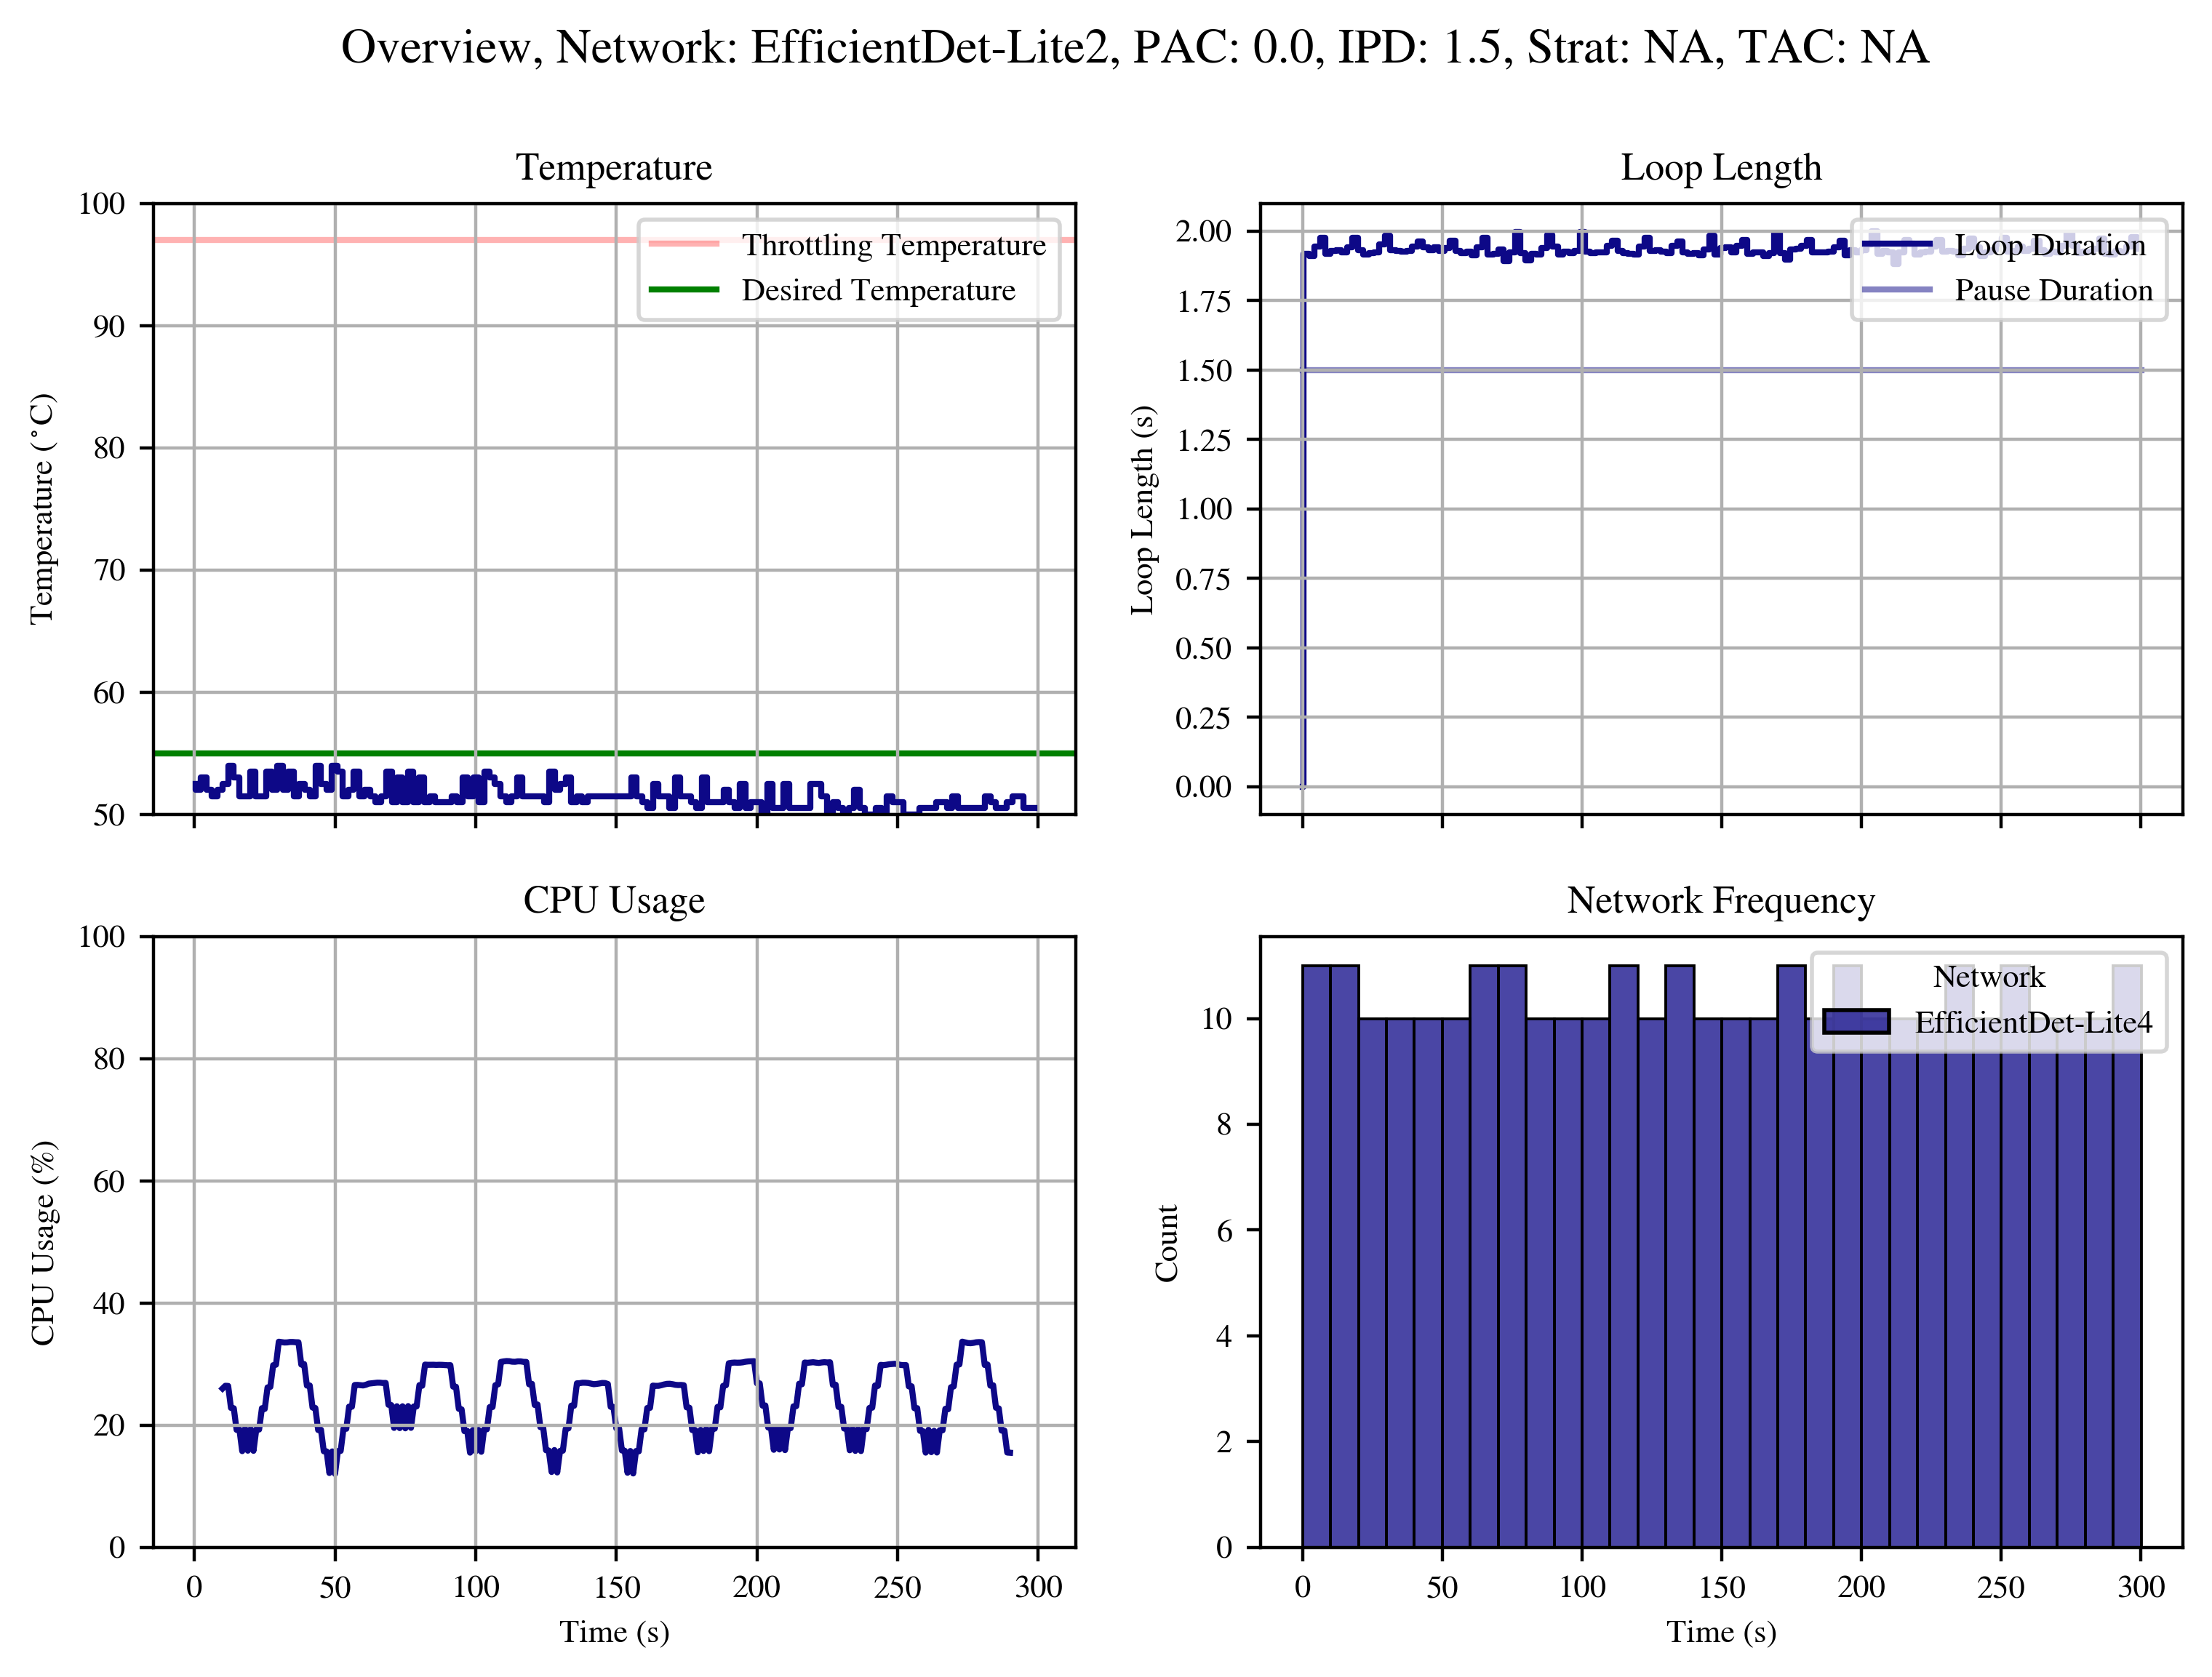 Overview, Network: EfficientDet-Lite2, PAC: 0.0, IPD: 1.5, Strat: NA, TAC: NA
Temperature
100
90
80
70
60
50
Temperature (°C)
Throttling Temperature
Desired Temperature
Loop Length
2.00
1.75
1.50
1.25
1.00
0.75
0.50
0.25
0.00
Loop Length (s)
Loop Duration
Pause Duration
CPU Usage
100
80
60
40
20
0
CPU Usage (%)
0 50 100 150 200 250 300
Time (s)
Network Frequency
10
8
6
4
2
0
Count
Network
EfficientDet-Lite4
0 50 100 150 200 250 300
Time (s)